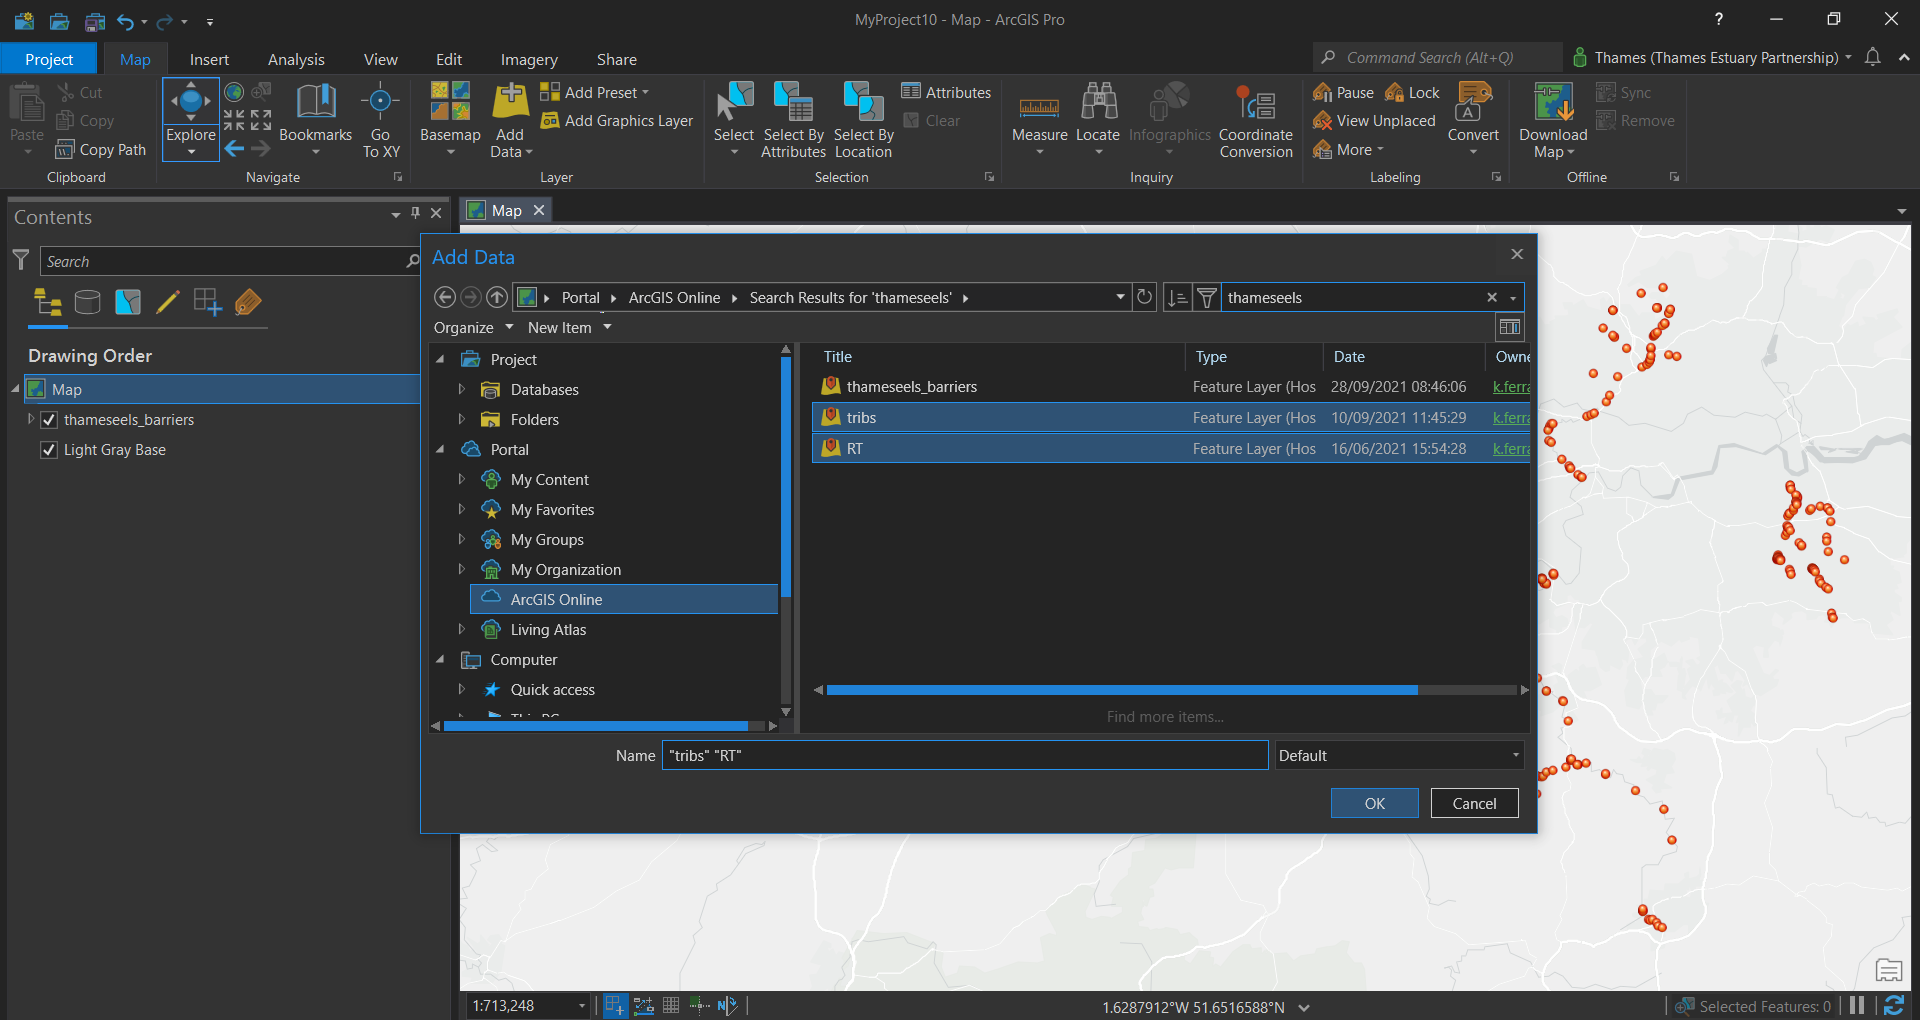 MyProject10 - Map - ArcGIS Pro
?
Project Map Insert Analysis View Edit Imagery Share
Command Search (Alt+Q)
Thames (Thames Estuary Partnership)
Paste
Cut
Copy
Copy Path
Clipboard
Explore
Bookmarks
Go To XY
Navigate
Basemap
Add Data
Add Preset
Add Graphics Layer
Layer
Select
Select By Attributes
Select By Location
Attributes
Clear
Selection
Measure
Locate
Infographics
Coordinate Conversion
Inquiry
Pause
Lock
View Unplaced
More
Convert
Labeling
Download Map
Sync
Remove
Offline
Contents
Search
Drawing Order
Map
thameseels_barriers
Light Gray Base
Map
Add Data
Portal ArcGIS Online Search Results for 'thameseels'
thameseels
Organize New Item
Project
Databases
Folders
Portal
My Content
My Favorites
My Groups
My Organization
ArcGIS Online
Living Atlas
Computer
Quick access
This PC
Title Type Date Owne
thameseels_barriers Feature Layer (Hos 28/09/2021 08:46:06 k.ferra
tribs Feature Layer (Hos 10/09/2021 11:45:29 k.ferra
RT Feature Layer (Hos 16/06/2021 15:54:28 k.ferra
Find more items...
Name "tribs" "RT" Default
OK Cancel
1:713,248
1.6287912°W 51.6516588°N
Selected Features: 0